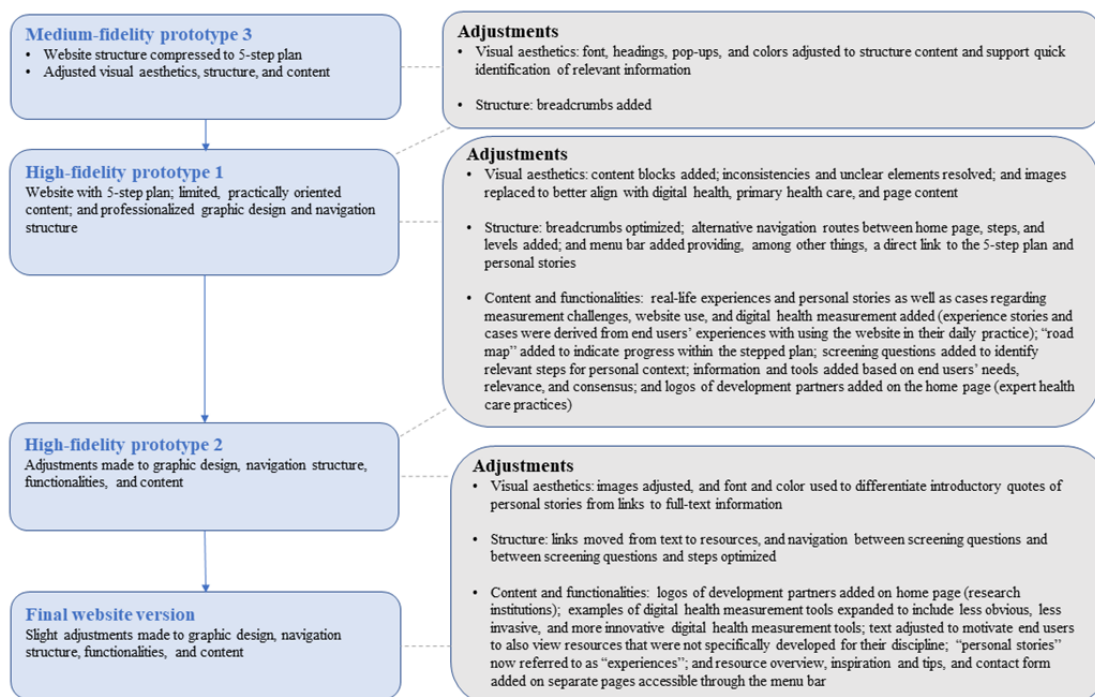 Medium-fidelity prototype 3
• Website structure compressed to 5-step plan
• Adjusted visual aesthetics, structure, and content
Adjustments
• Visual aesthetics: font, headings, pop-ups, and colors adjusted to structure content and support quick
identification of relevant information
• Structure: breadcrumbs added
High-fidelity prototype 1
Website with 5-step plan; limited, practically oriented
content; and professionalized graphic design and navigation
structure
Adjustments
• Visual aesthetics: content blocks added; inconsistencies and unclear elements resolved; and images
replaced to better align with digital health, primary health care, and page content
• Structure: breadcrumbs optimized; alternative navigation routes between home page, steps, and
levels added; and menu bar added providing, among other things, a direct link to the 5-step plan and
personal stories
• Content and functionalities: real-life experiences and personal stories as well as cases regarding
measurement challenges, website use, and digital health measurement added (experience stories and
cases were derived from end users’ experiences with using the website in their daily practice); “road
map” added to indicate progress within the stepped plan; screening questions added to identify
relevant steps for personal context; information and tools added based on end users’ needs,
relevance, and consensus; and logos of development partners added on the home page (expert health
care practices)
High-fidelity prototype 2
Adjustments made to graphic design, navigation structure,
functionalities, and content
Adjustments
• Visual aesthetics: images adjusted, and font and color used to differentiate introductory quotes of
personal stories from links to full-text information
• Structure: links moved from text to resources, and navigation between screening questions and
between screening questions and steps optimized
• Content and functionalities: logos of development partners added on home page (research
institutions); examples of digital health measurement tools expanded to include less obvious, less
invasive, and more innovative digital health measurement tools; text adjusted to motivate end users
to also view resources that were not specifically developed for their discipline; “personal stories”
now referred to as “experiences”; and resource overview, inspiration and tips, and contact form
added on separate pages accessible through the menu bar
Final website version
Slight adjustments made to graphic design, navigation
structure, functionalities, and content